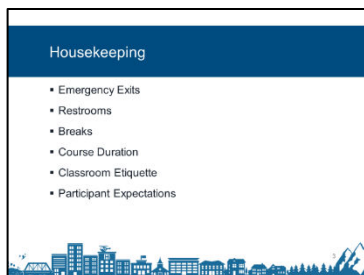 Housekeeping
▪ Emergency Exits
▪ Restrooms
▪ Breaks
▪ Course Duration
▪ Classroom Etiquette
▪ Participant Expectations